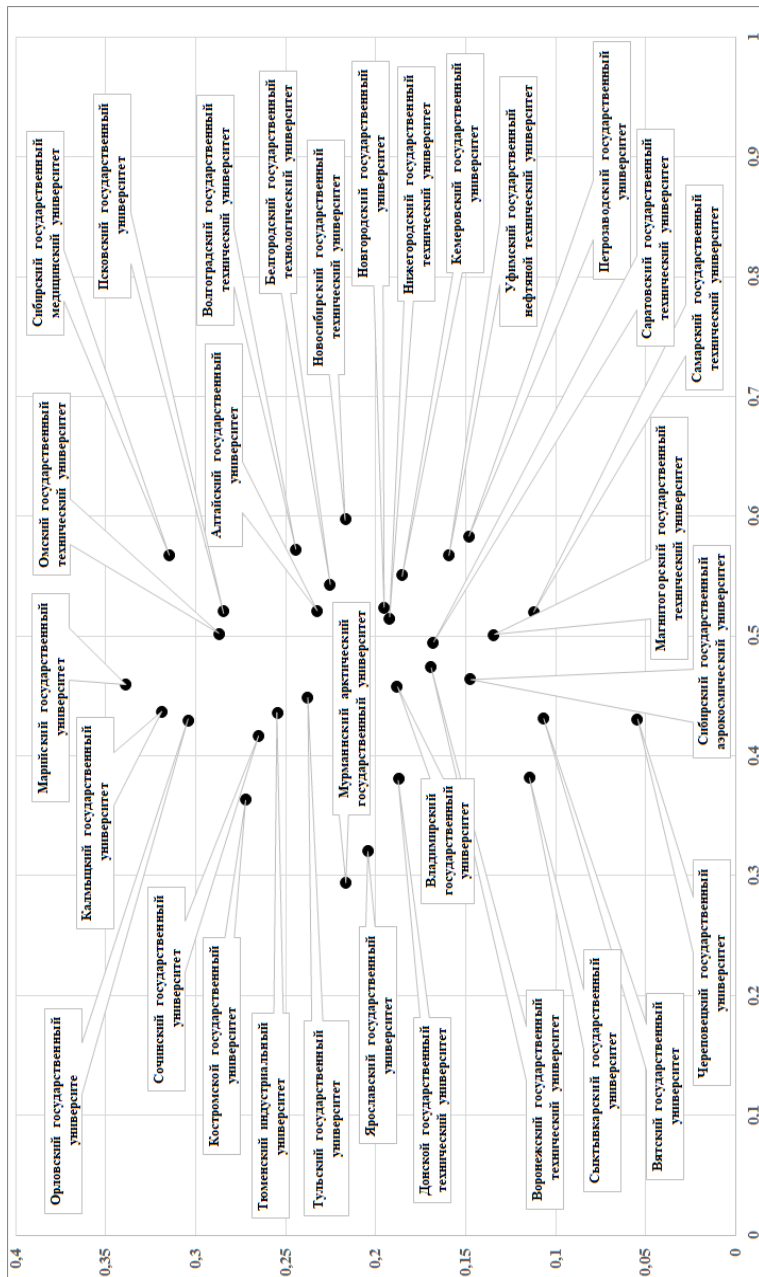 0,4
0,35
0,3
0,25
0,2
0,15
0,1
0,05
0
0
0,1
0,2
0,3
0,4
0,5
0,6
0,7
0,8
0,9
1
Орловский государственный
университе
Калмыцкий государственный
университет
Марийский государственный
университет
Омский государственный
технический университет
Сибирский государственный
медицинский университет
Псковский государственный
университет
Сочинский государственный
университет
Костромской государственный
университет
Алтайский государственный
университет
Волгоградский государственный
технический университет
Белгородский государственный
технологический университет
Новосибирский государственный
технический университет
Тюменский индустриальный
университет
Тульский государственный
университет
Мурманнский арктический
государственный университет
Новгородский государственный
университет
Нижегородский государственный
технический университет
Кемеровский государственный
университет
Ярославский государственный
университет
Донской государственный
технический университет
Владимирский
государственный
университет
Уфимский государственный
нефтяной технический университет
Петрозаводский государственный
университет
Саратовский государственный
технический университет
Самарский государственный
технический университет
Воронежский государственный
технический университет
Сыктывкарский государственный
университет
Вятский государственный
университет
Череповецкий государственный
университет
Сибирский государственный
аэрокосмический университет
Магнитогорский государственный
технический университет